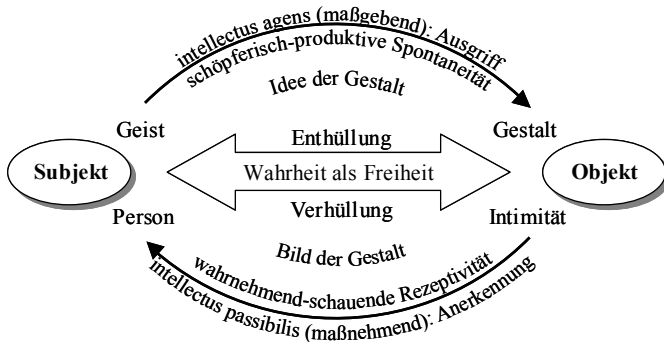 intellectus agens (maßgebend): Ausgriff
schöpferisch-produktive Spontaneität
Idee der Gestalt
Geist
Gestalt
Enthüllung
Subjekt
Wahrheit als Freiheit
Objekt
Verhüllung
Person
Intimität
Bild der Gestalt
wahrnehmend-schauende Rezeptivität
intellectus passibilis (maßnehmend): Anerkennung